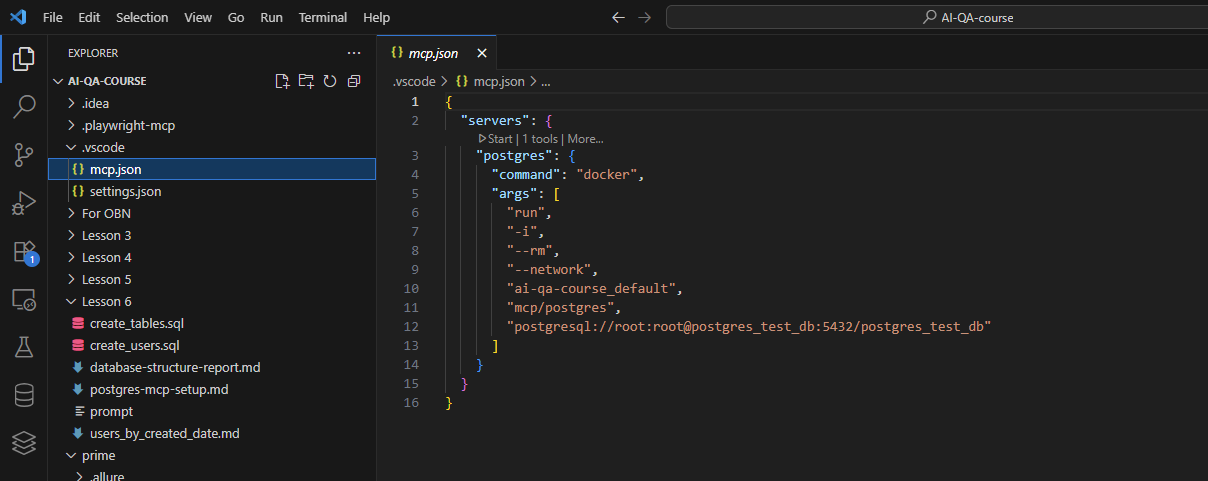 File Edit Selection View Go Run Terminal Help
AI-QA-course
EXPLORER
AI-QA-COURSE
.idea
.playwright-mcp
.vscode
mcp.json
settings.json
For OBN
Lesson 3
Lesson 4
Lesson 5
Lesson 6
create_tables.sql
create_users.sql
database-structure-report.md
postgres-mcp-setup.md
prompt
users_by_created_date.md
prime
.allure
1
mcp.json
.vscode > mcp.json > ...
1 {
2 "servers": {
Start | 1 tools | More...
3 "postgres": {
4 "command": "docker",
5 "args": [
6 "run",
7 "-i",
8 "--rm",
9 "--network",
10 "ai-qa-course_default",
11 "mcp/postgres",
12 "postgresql://root:root@postgres_test_db:5432/postgres_test_db"
13 ]
14 }
15 }
16 }